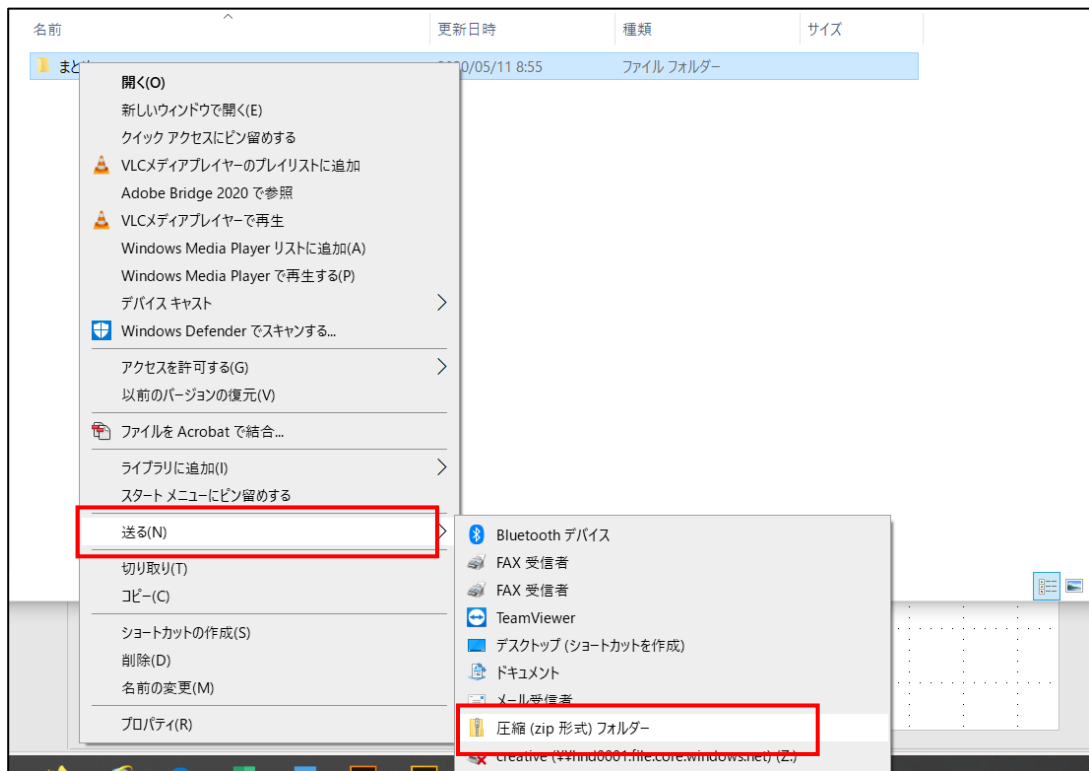 名前 更新日時 種類 サイズ
/05/11 8:55 ファイル フォルダー
開く(O)
新しいウィンドウで開く(E)
クイック アクセスにピン留めする
VLCメディアプレイヤーのプレイリストに追加
Adobe Bridge 2020 で参照
VLCメディアプレイヤーで再生
Windows Media Player リストに追加(A)
Windows Media Player で再生する(P)
デバイス キャスト
Windows Defender でスキャンする...
アクセスを許可する(G)
以前のバージョンの復元(V)
ファイルを Acrobat で結合...
ライブラリに追加(I)
スタート メニューにピン留めする
送る(N)
切り取り(T)
コピー(C)
ショートカットの作成(S)
削除(D)
名前の変更(M)
プロパティ(R)
Bluetooth デバイス
FAX 受信者
FAX 受信者
TeamViewer
デスクトップ (ショートカットを作成)
ドキュメント
メール受信者
圧縮 (zip 形式) フォルダー
creative (¥¥hnd0001.file.core.windows.net) (Z:)